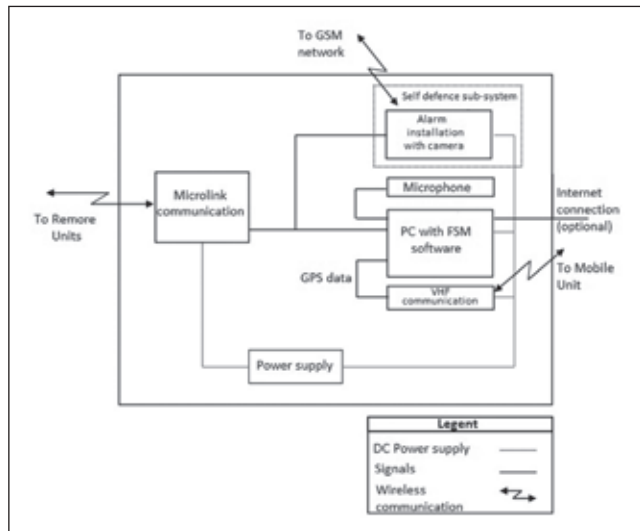 To GSM
network
Self defence sub-system
Alarm
installation
with camera
Microlink
communication
Microphone
Internet
connection
(optional)
To Remore
Units
PC with FSM
software
GPS data
To Mobile
Unit
VHF
communication
Power supply
Legent
DC Power supply
Signals
Wireless
communication